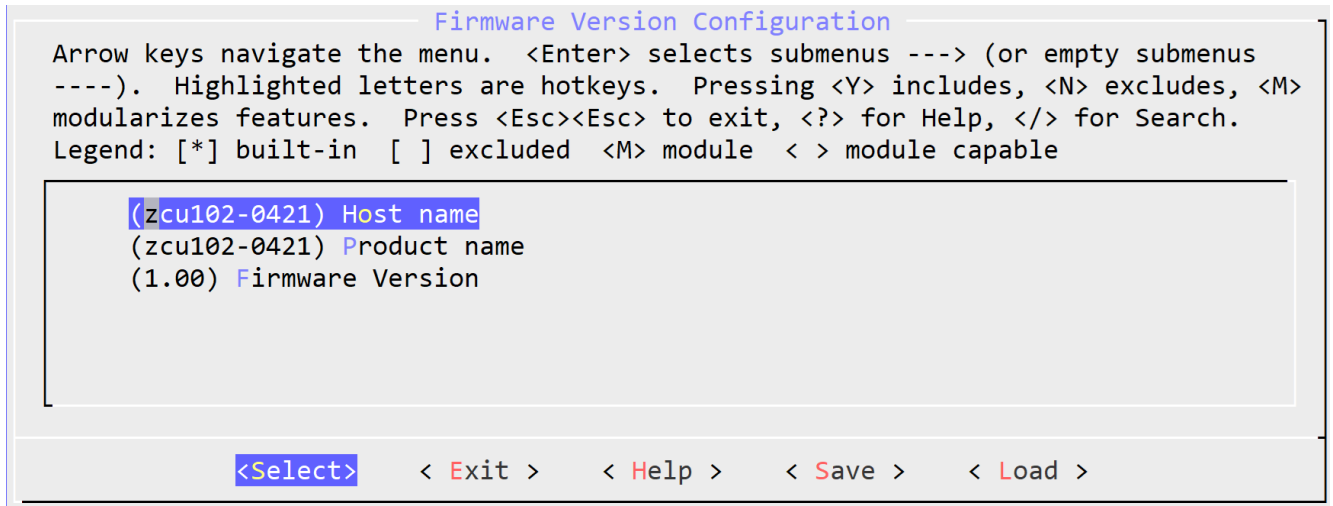 Firmware Version Configuration
Arrow keys navigate the menu.  <Enter> selects submenus ---> (or empty submenus
----).  Highlighted letters are hotkeys.  Pressing <Y> includes, <N> excludes, <M>
modularizes features.  Press <Esc><Esc> to exit, <?> for Help, </> for Search.
Legend: [*] built-in  [ ] excluded  <M> module  < > module capable
(zcu102-0421) Host name
(zcu102-0421) Product name
(1.00) Firmware Version
<Select>    < Exit >    < Help >    < Save >    < Load >